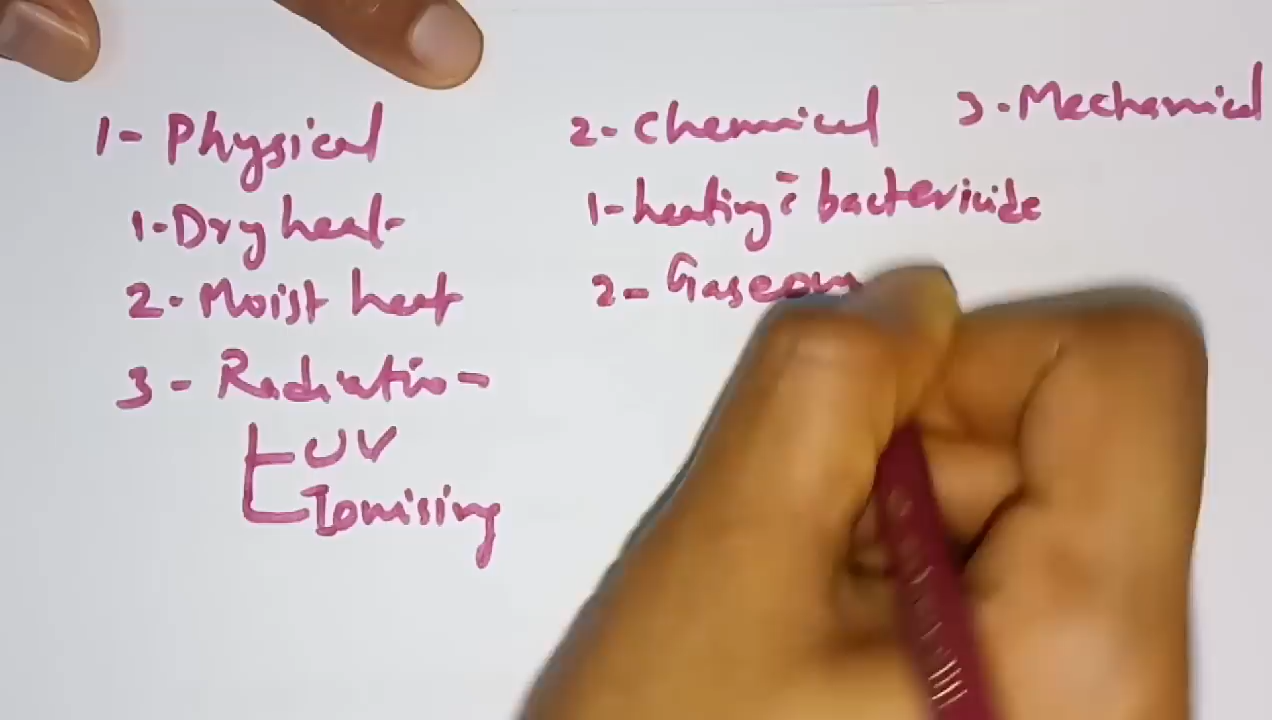 1- Physical
1- Dry heat
2- Moist heat
3- Radiation
UV
Ionising
2- Chemical
1- heating c̄ bactericide
2- Gaseous
3- Mechanical